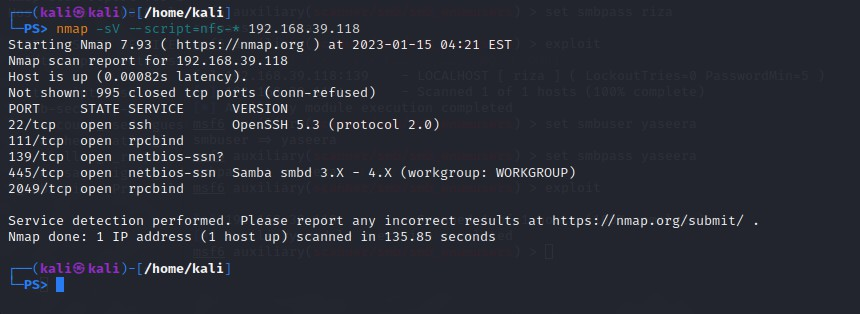 ┌──(kali㉿kali)-[/home/kali]
└─PS> nmap -sV --script=nfs-* 192.168.39.118
Starting Nmap 7.93 ( https://nmap.org ) at 2023-01-15 04:21 EST
Nmap scan report for 192.168.39.118
Host is up (0.00082s latency).
Not shown: 995 closed tcp ports (conn-refused)
PORT     STATE SERVICE      VERSION
22/tcp   open  ssh          OpenSSH 5.3 (protocol 2.0)
111/tcp  open  rpcbind
139/tcp  open  netbios-ssn?
445/tcp  open  netbios-ssn  Samba smbd 3.X - 4.X (workgroup: WORKGROUP)
2049/tcp open  rpcbind
Service detection performed. Please report any incorrect results at https://nmap.org/submit/ .
Nmap done: 1 IP address (1 host up) scanned in 135.85 seconds
┌──(kali㉿kali)-[/home/kali]
└─PS>